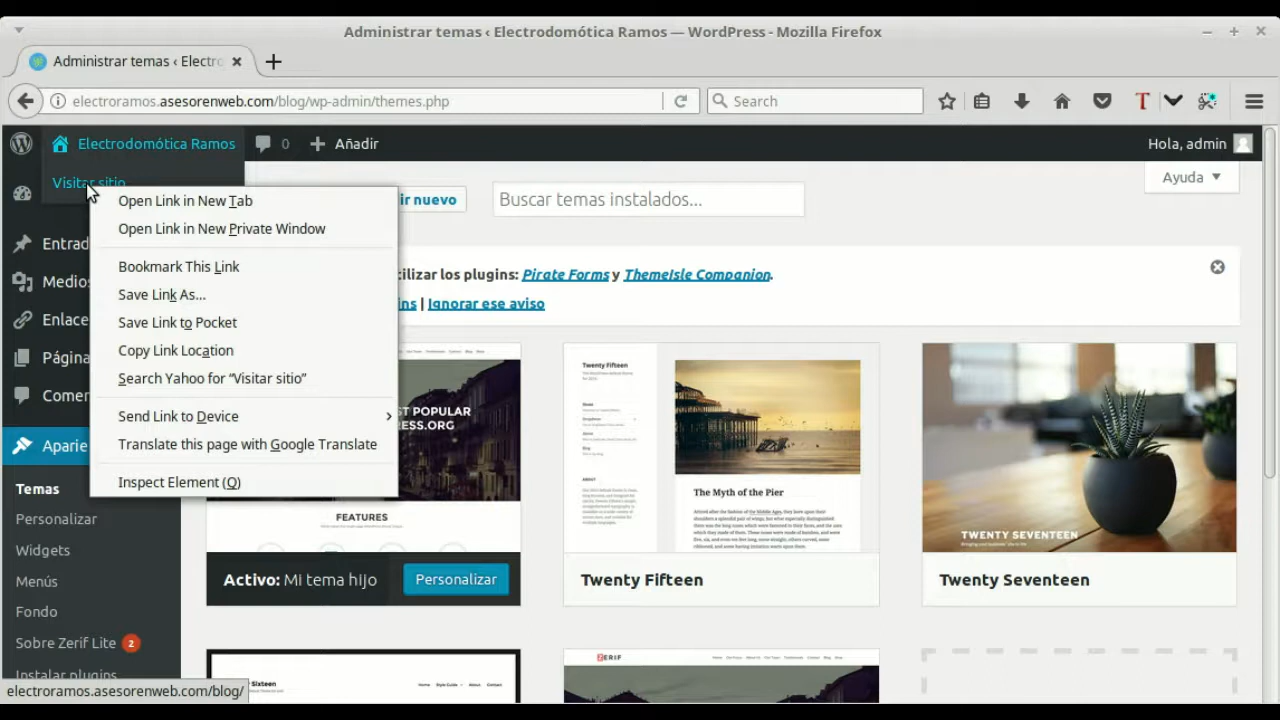 Administrar temas ‹ Electrodomótica Ramos — WordPress - Mozilla Firefox
Administrar temas ‹ Electro
electroramos.asesorenweb.com/blog/wp-admin/themes.php
Search
Electrodomótica Ramos
0
Añadir
Hola, admin
Visitar sitio
Ayuda
ir nuevo
Buscar temas instalados...
Open Link in New Tab
Open Link in New Private Window
Bookmark This Link
Save Link As...
Save Link to Pocket
Copy Link Location
Search Yahoo for “Visitar sitio”
Send Link to Device
Translate this page with Google Translate
Inspect Element (Q)
tilizar los plugins: Pirate Forms y ThemeIsle Companion.
ins | Ignorar ese aviso
Entrad
Medios
Enlace
Página
Comer
Aparie
Temas
Personalizar
Widgets
Menús
Fondo
Sobre Zerif Lite 2
Instalar plugins
ST POPULAR
RESS.ORG
FEATURES
Activo: MI tema hijo
Personalizar
Twenty Fifteen
ABOUT
The Myth of the Pier
Twenty Fifteen
TWENTY SEVENTEEN
Twenty Seventeen
Sixteen
ZERIF
electroramos.asesorenweb.com/blog/